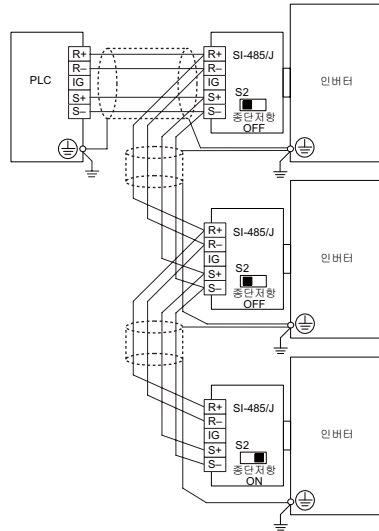 PLC
R+
R–
IG
S+
S–
R+
R–
IG
S+
S–
SI-485/J
S2
종단저항
OFF
인버터
R+
R–
IG
S+
S–
SI-485/J
S2
종단저항
OFF
인버터
R+
R–
IG
S+
S–
SI-485/J
S2
종단저항
ON
인버터